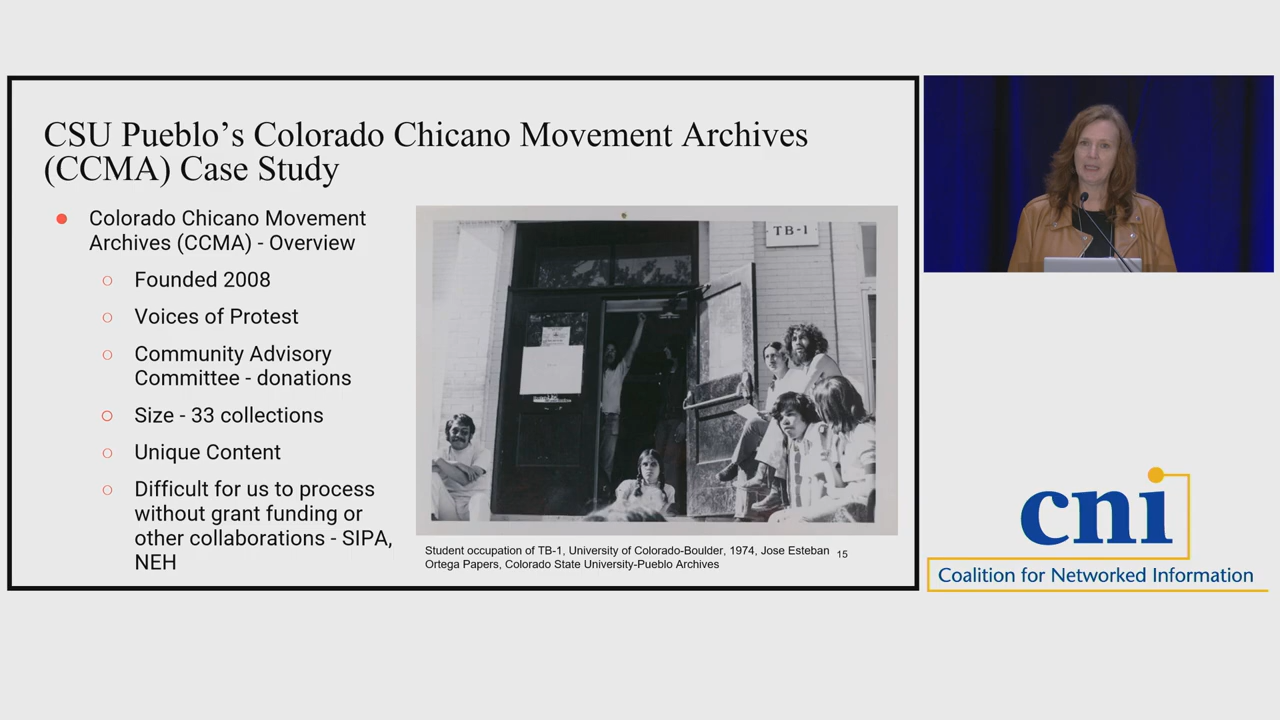 CSU Pueblo’s Colorado Chicano Movement Archives
(CCMA) Case Study
Colorado Chicano Movement
Archives (CCMA) - Overview
Founded 2008
Voices of Protest
Community Advisory
Committee - donations
Size - 33 collections
Unique Content
Difficult for us to process
without grant funding or
other collaborations - SIPA,
NEH
TB-1
Student occupation of TB-1, University of Colorado-Boulder, 1974, Jose Esteban
Ortega Papers, Colorado State University-Pueblo Archives
15
cni
Coalition for Networked Information